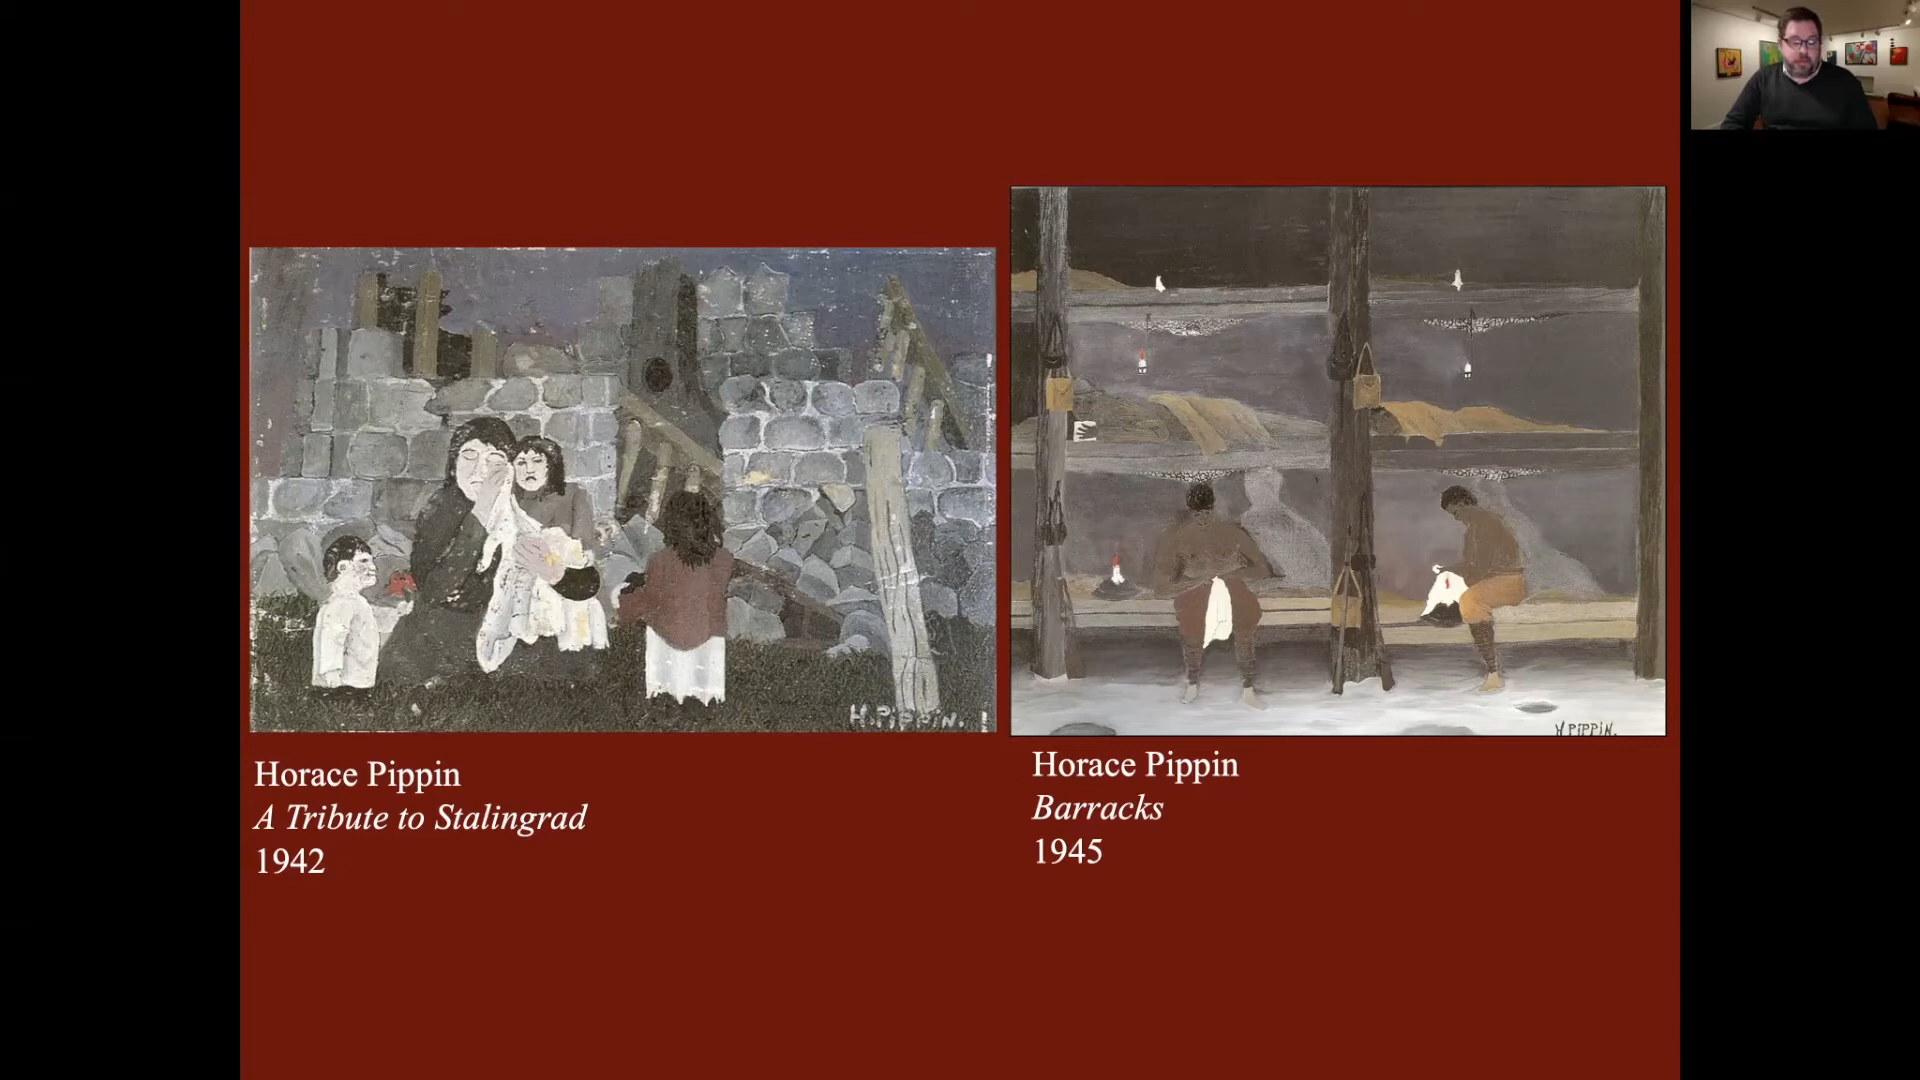 H.PIPPIN.
Horace Pippin
A Tribute to Stalingrad
1942
H PIPPIN.
Horace Pippin
Barracks
1945